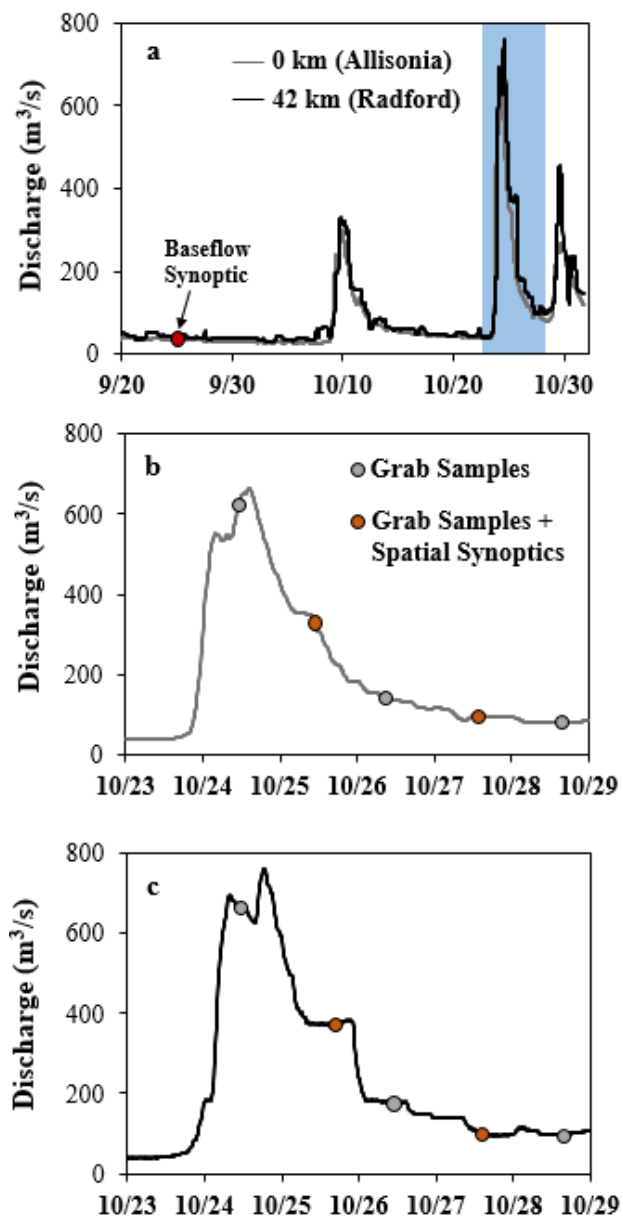 800
a
0 km (Allisonia)
42 km (Radford)
600
400
Baseflow
Synoptic
200
0
9/20 9/30 10/10 10/20 10/30
Discharge (m³/s)
800
b
Grab Samples
Grab Samples +
Spatial Synoptics
600
400
200
0
10/23 10/24 10/25 10/26 10/27 10/28 10/29
Discharge (m³/s)
800
c
600
400
200
0
10/23 10/24 10/25 10/26 10/27 10/28 10/29
Discharge (m³/s)